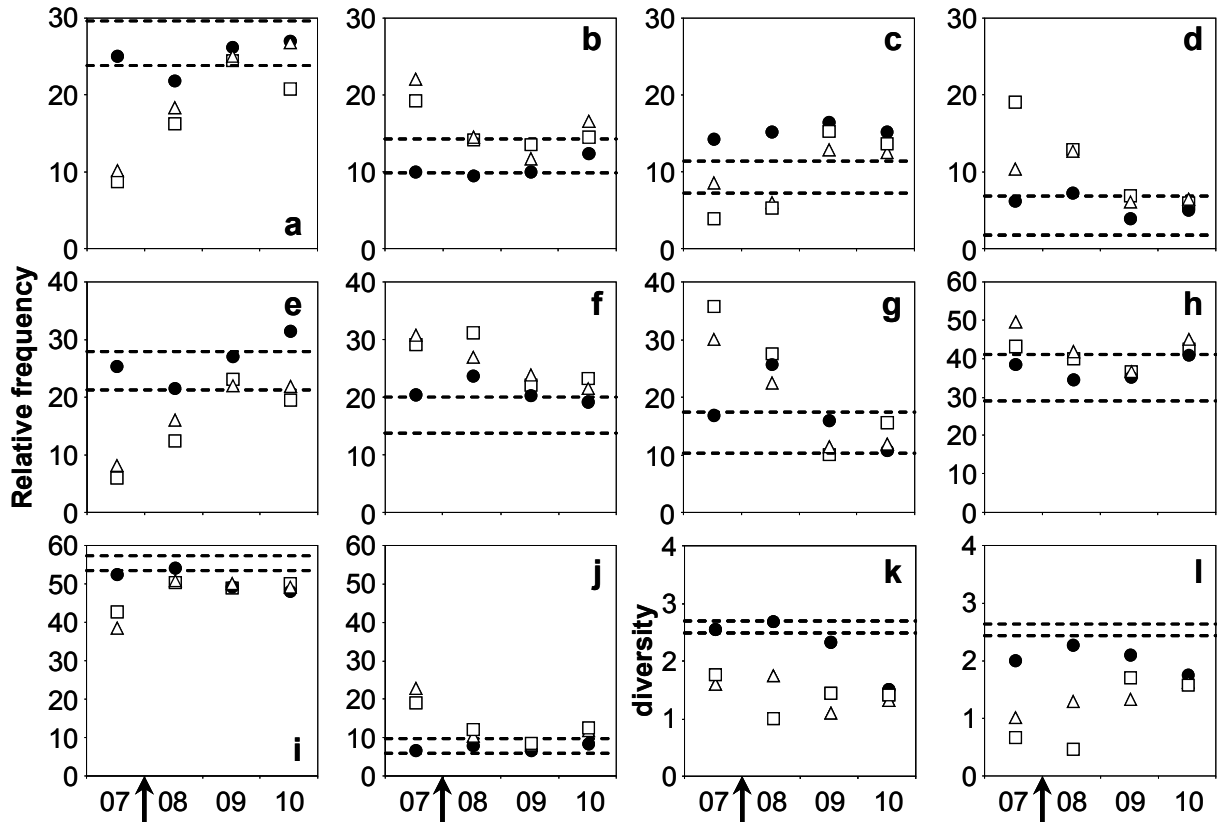 30 20 10 0 a
30 20 10 0 b
30 20 10 0 c
30 20 10 0 d
Relative frequency
40 30 20 10 0 e
40 30 20 10 0 f
40 30 20 10 0 g
60 50 40 30 20 10 0 h
60 50 40 30 20 10 0 i
60 50 40 30 20 10 0 j
diversity
4 3 2 1 0 k
4 3 2 1 0 l
07 08 09 10
07 08 09 10
07 08 09 10
07 08 09 10